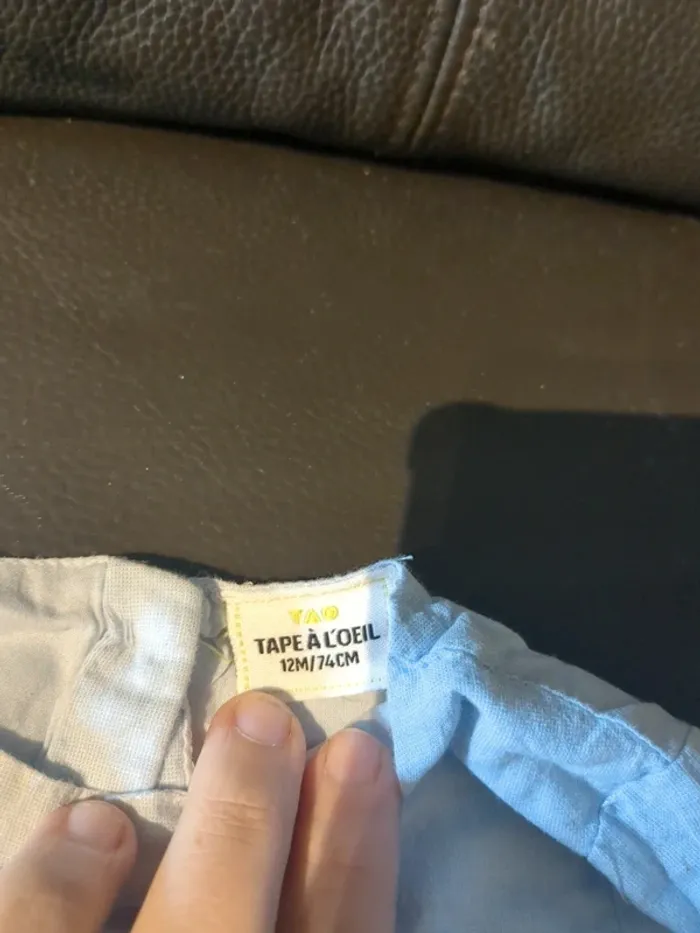 TAO
TAPE À L'OEIL
12M/74CM